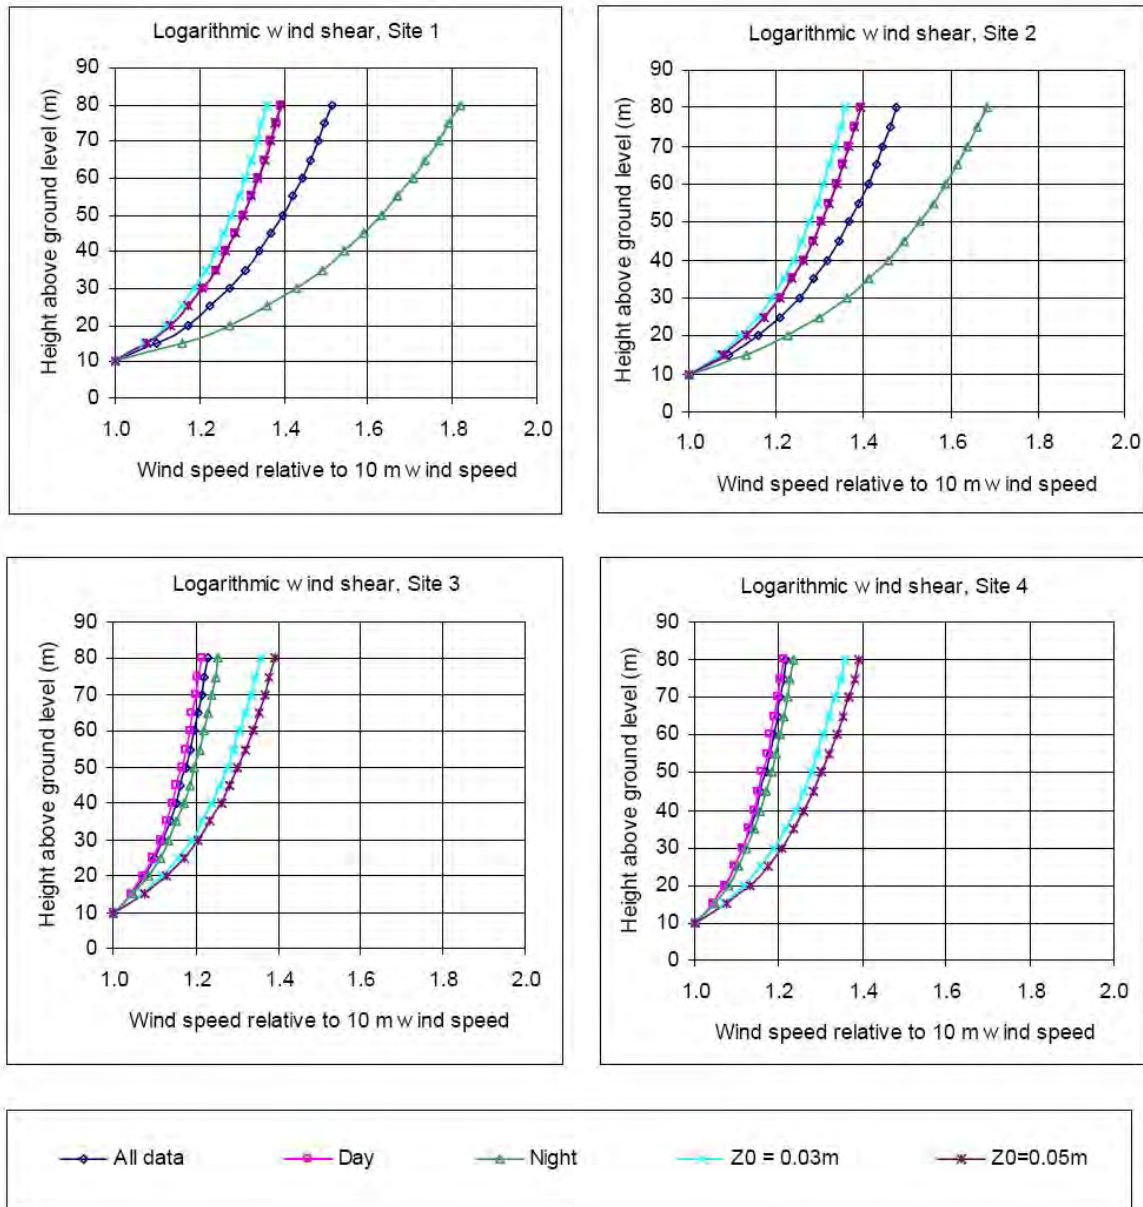 Logarithmic w ind shear, Site 1
Height above ground level (m)
90
80
70
60
50
40
30
20
10
0
1.0 1.2 1.4 1.6 1.8 2.0
Wind speed relative to 10 m w ind speed
Logarithmic w ind shear, Site 2
Height above ground level (m)
90
80
70
60
50
40
30
20
10
0
1.0 1.2 1.4 1.6 1.8 2.0
Wind speed relative to 10 m w ind speed
Logarithmic w ind shear, Site 3
Height above ground level (m)
90
80
70
60
50
40
30
20
10
0
1.0 1.2 1.4 1.6 1.8 2.0
Wind speed relative to 10 m w ind speed
Logarithmic w ind shear, Site 4
Height above ground level (m)
90
80
70
60
50
40
30
20
10
0
1.0 1.2 1.4 1.6 1.8 2.0
Wind speed relative to 10 m w ind speed
All data Day Night Z0 = 0.03m Z0=0.05m